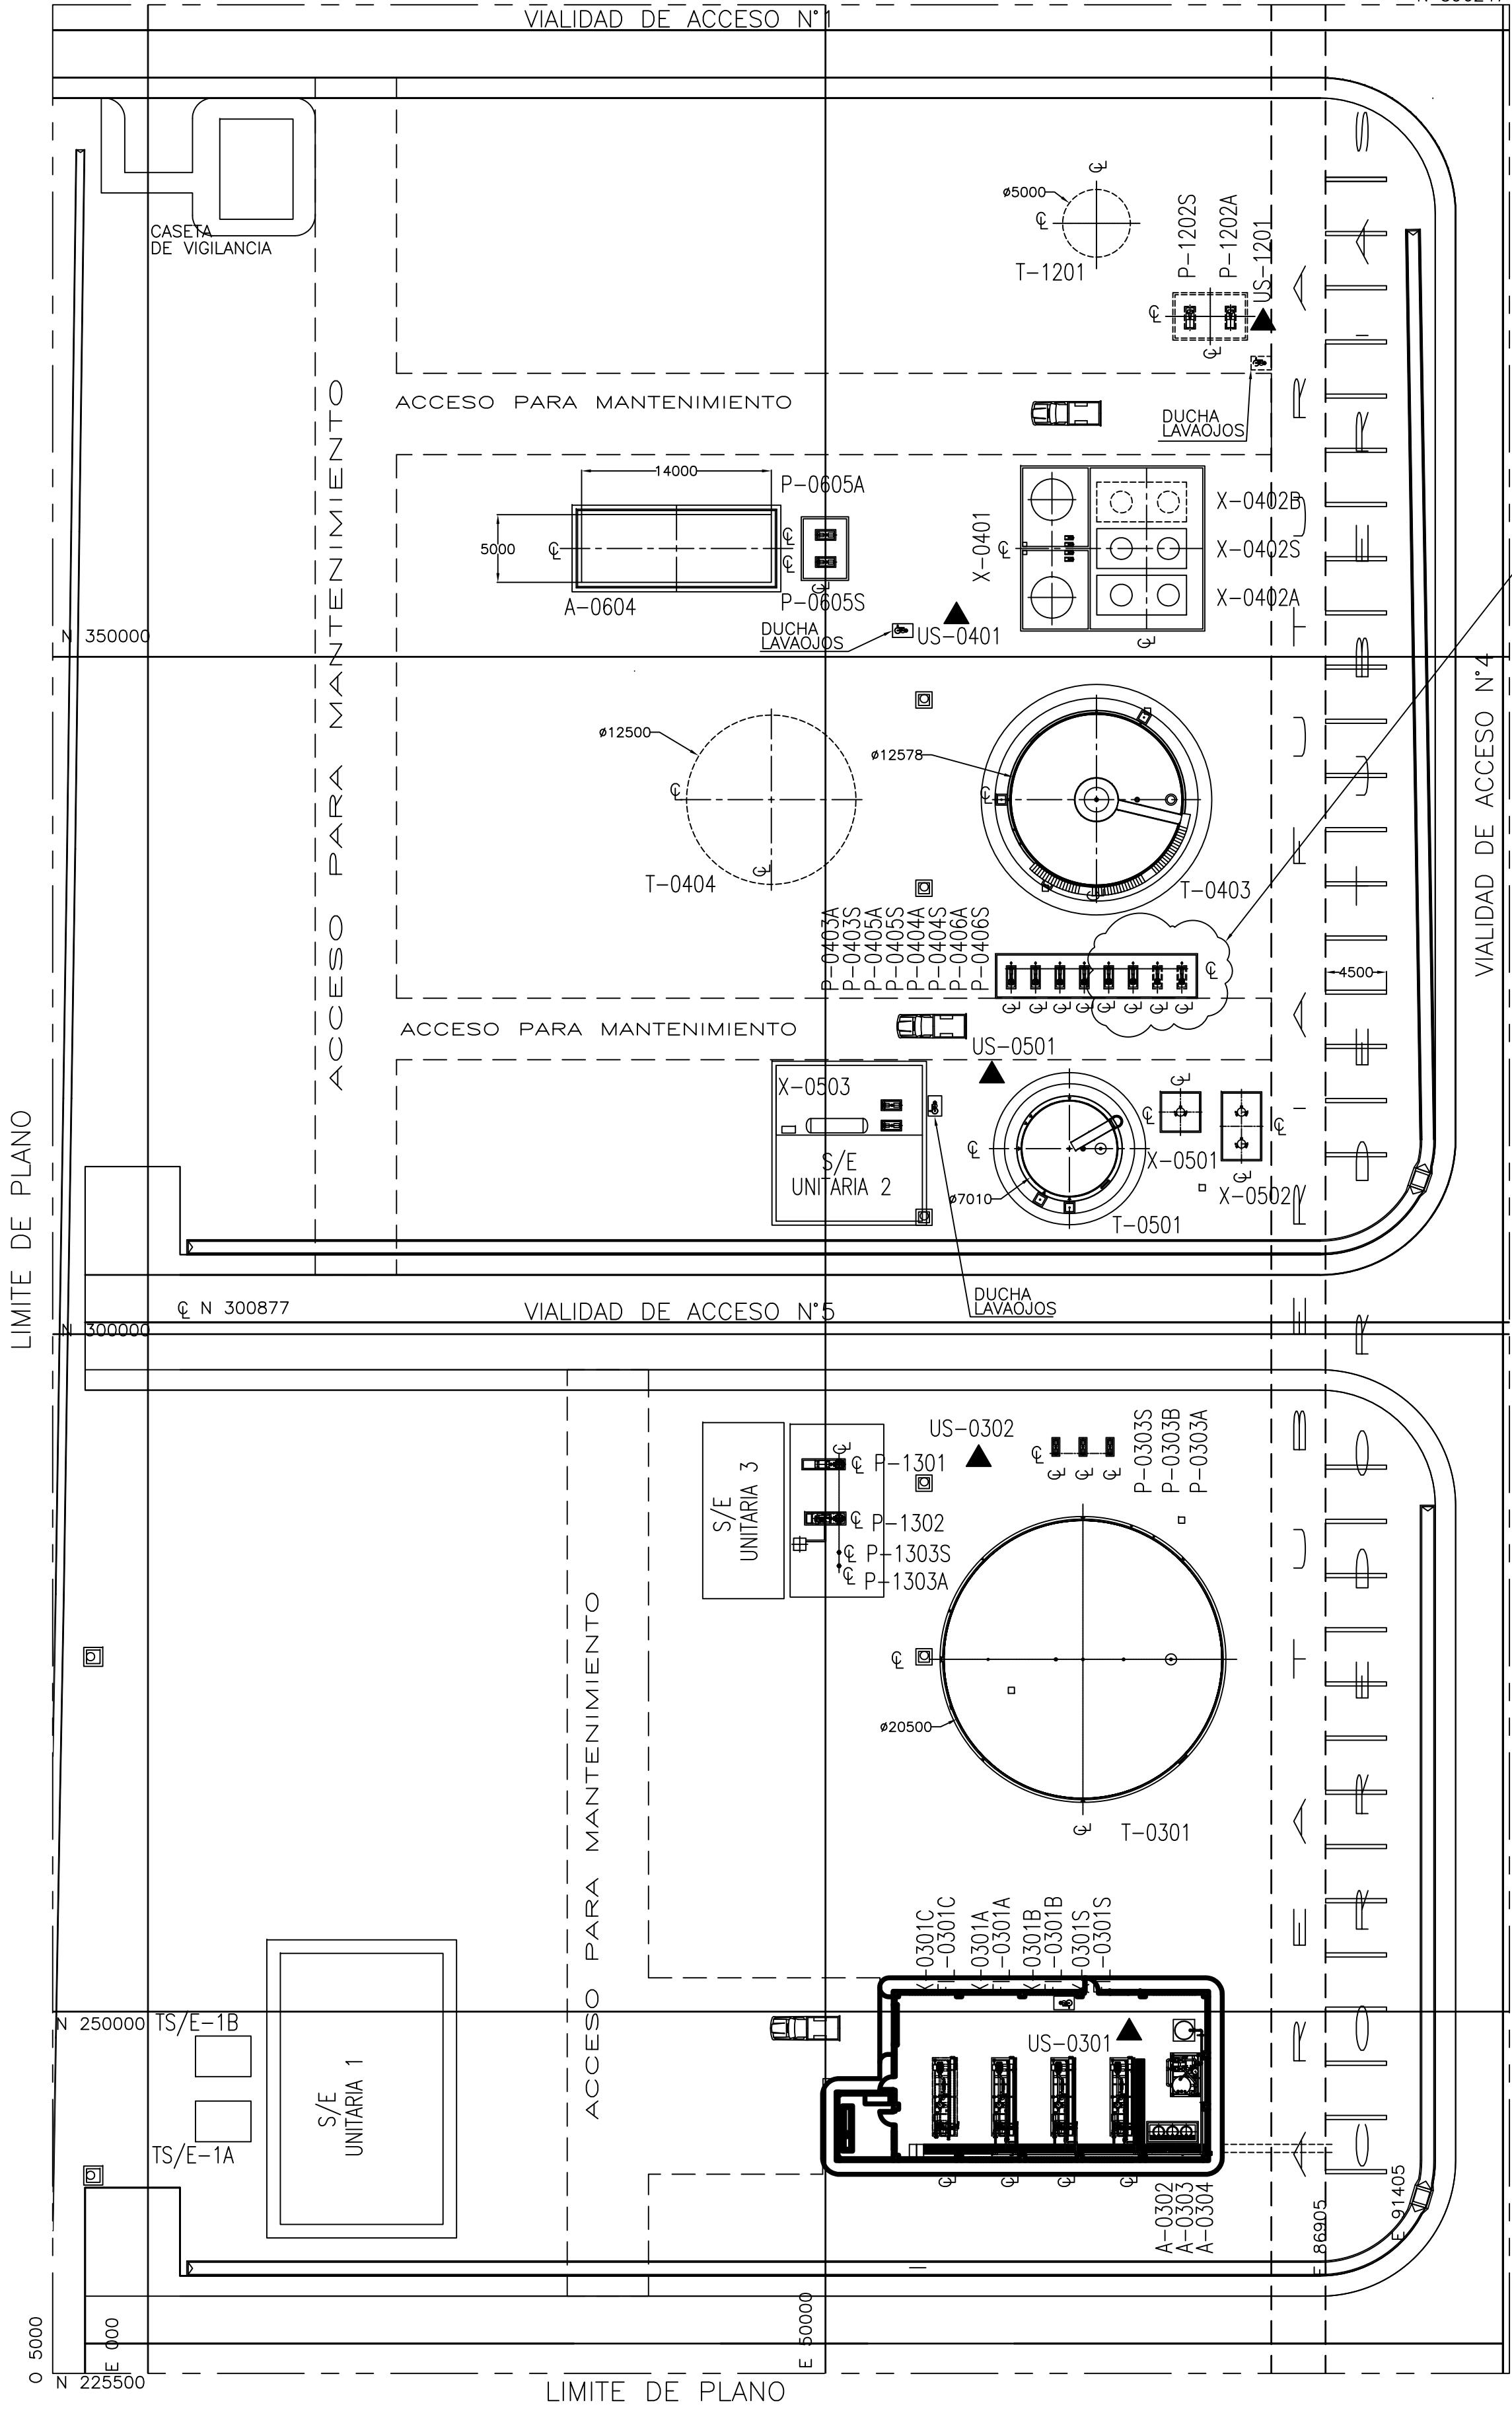 VIALIDAD DE ACCESO N°1
CASETA
DE VIGILANCIA
ø5000
T-1201
P-1202S
P-1202A
US-1201
ACCESO PARA MANTENIMIENTO
DUCHA
LAVAOJOS
ACCESO PARA MANTENIMIENTO
14000
5000
A-0604
P-0605A
P-0605S
X-0401
X-0402B
X-0402S
X-0402A
DUCHA
LAVAOJOS
US-0401
N 350000
ø12500
T-0404
ø12578
T-0403
VIALIDAD DE ACCESO N°4
P-0403A
P-0403S
P-0405A
P-0405S
P-0404A
P-0404S
P-0406A
P-0406S
4500
ACCESO PARA MANTENIMIENTO
US-0501
X-0503
S/E
UNITARIA 2
ø7010
T-0501
X-0501
X-0502
DUCHA
LAVAOJOS
LIMITE DE PLANO
N 300877
VIALIDAD DE ACCESO N°5
N 300000
S/E
UNITARIA 3
P-1301
P-1302
P-1303S
P-1303A
US-0302
P-0303S
P-0303B
P-0303A
ø20500
T-0301
ACCESO PARA MANTENIMIENTO
K-0301C
K-0301A
K-0301B
K-0301S
US-0301
N 250000
TS/E-1B
TS/E-1A
S/E
UNITARIA 1
A-0302
A-0303
A-0304
E 86905
E 91405
O 5000
E 000
E 50000
N 225500
LIMITE DE PLANO